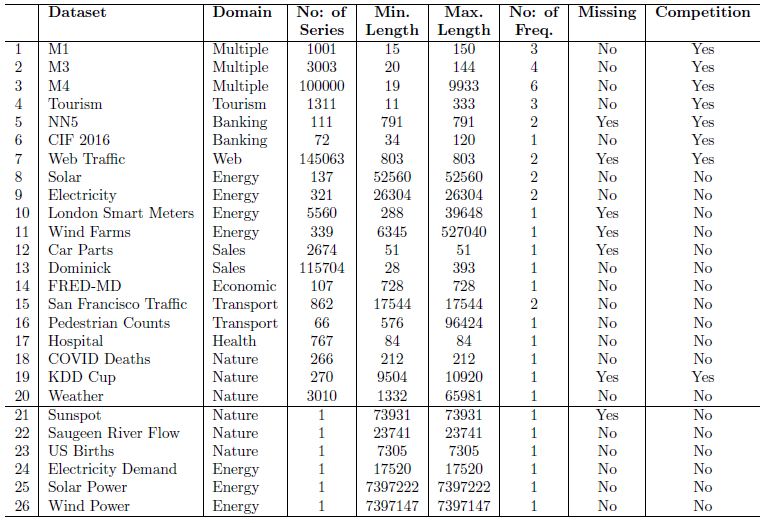 Dataset Domain No: of Series Min. Length Max. Length No: of Freq. Missing Competition
1 M1 Multiple 1001 15 150 3 No Yes
2 M3 Multiple 3003 20 144 4 No Yes
3 M4 Multiple 100000 19 9933 6 No Yes
4 Tourism Tourism 1311 11 333 3 No Yes
5 NN5 Banking 111 791 791 2 Yes Yes
6 CIF 2016 Banking 72 34 120 1 No Yes
7 Web Traffic Web 145063 803 803 2 Yes Yes
8 Solar Energy 137 52560 52560 2 No No
9 Electricity Energy 321 26304 26304 2 No No
10 London Smart Meters Energy 5560 288 39648 1 Yes No
11 Wind Farms Energy 339 6345 527040 1 Yes No
12 Car Parts Sales 2674 51 51 1 Yes No
13 Dominick Sales 115704 28 393 1 No No
14 FRED-MD Economic 107 728 728 1 No No
15 San Francisco Traffic Transport 862 17544 17544 2 No No
16 Pedestrian Counts Transport 66 576 96424 1 No No
17 Hospital Health 767 84 84 1 No No
18 COVID Deaths Nature 266 212 212 1 No No
19 KDD Cup Nature 270 9504 10920 1 Yes Yes
20 Weather Nature 3010 1332 65981 1 No No
21 Sunspot Nature 1 73931 73931 1 Yes No
22 Saugeen River Flow Nature 1 23741 23741 1 No No
23 US Births Nature 1 7305 7305 1 No No
24 Electricity Demand Energy 1 17520 17520 1 No No
25 Solar Power Energy 1 7397222 7397222 1 No No
26 Wind Power Energy 1 7397147 7397147 1 No No